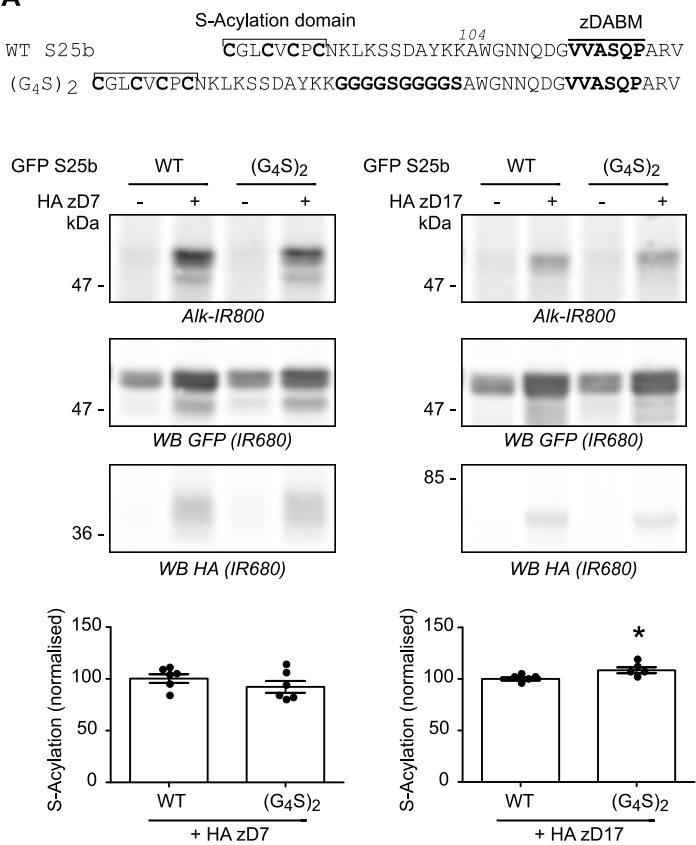 S-Acylation domain
zDABM
104
WT S25b CGLCVCPCNKLKSSDAYKKAWGNNQDGVVASQPARV
(G4S)2 CGLCVCPCNKLKSSDAYKKGGGGSGGGGSAWGNNQDGVVASQPARV
GFP S25b WT (G4S)2
HA zD7 - + - +
kDa
47 -
Alk-IR800
47 -
WB GFP (IR680)
36 -
WB HA (IR680)
GFP S25b WT (G4S)2
HA zD17 - + - +
kDa
47 -
Alk-IR800
47 -
WB GFP (IR680)
85 -
WB HA (IR680)
S-Acylation (normalised)
150
100
50
0
WT (G4S)2
+ HA zD7
S-Acylation (normalised)
150
100
50
0
*
WT (G4S)2
+ HA zD17